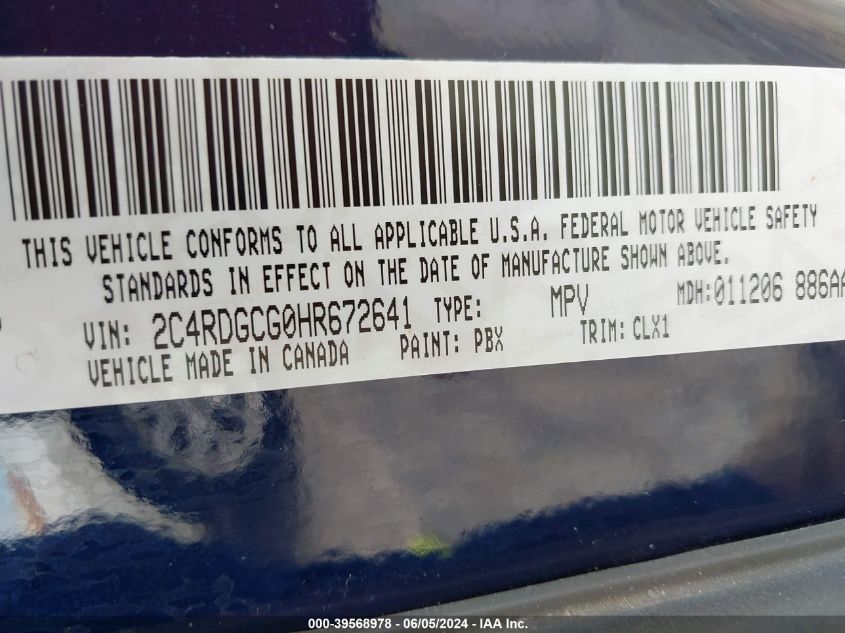 THIS VEHICLE CONFORMS TO ALL APPLICABLE U.S.A. FEDERAL MOTOR VEHICLE SAFETY
STANDARDS IN EFFECT ON THE DATE OF MANUFACTURE SHOWN ABOVE.
VIN: 2C4RDGCG0HR672641 TYPE: MPV MDH:011206 886AA
VEHICLE MADE IN CANADA PAINT: PBX TRIM: CLX1
000-39568978 - 06/05/2024 - IAA Inc.